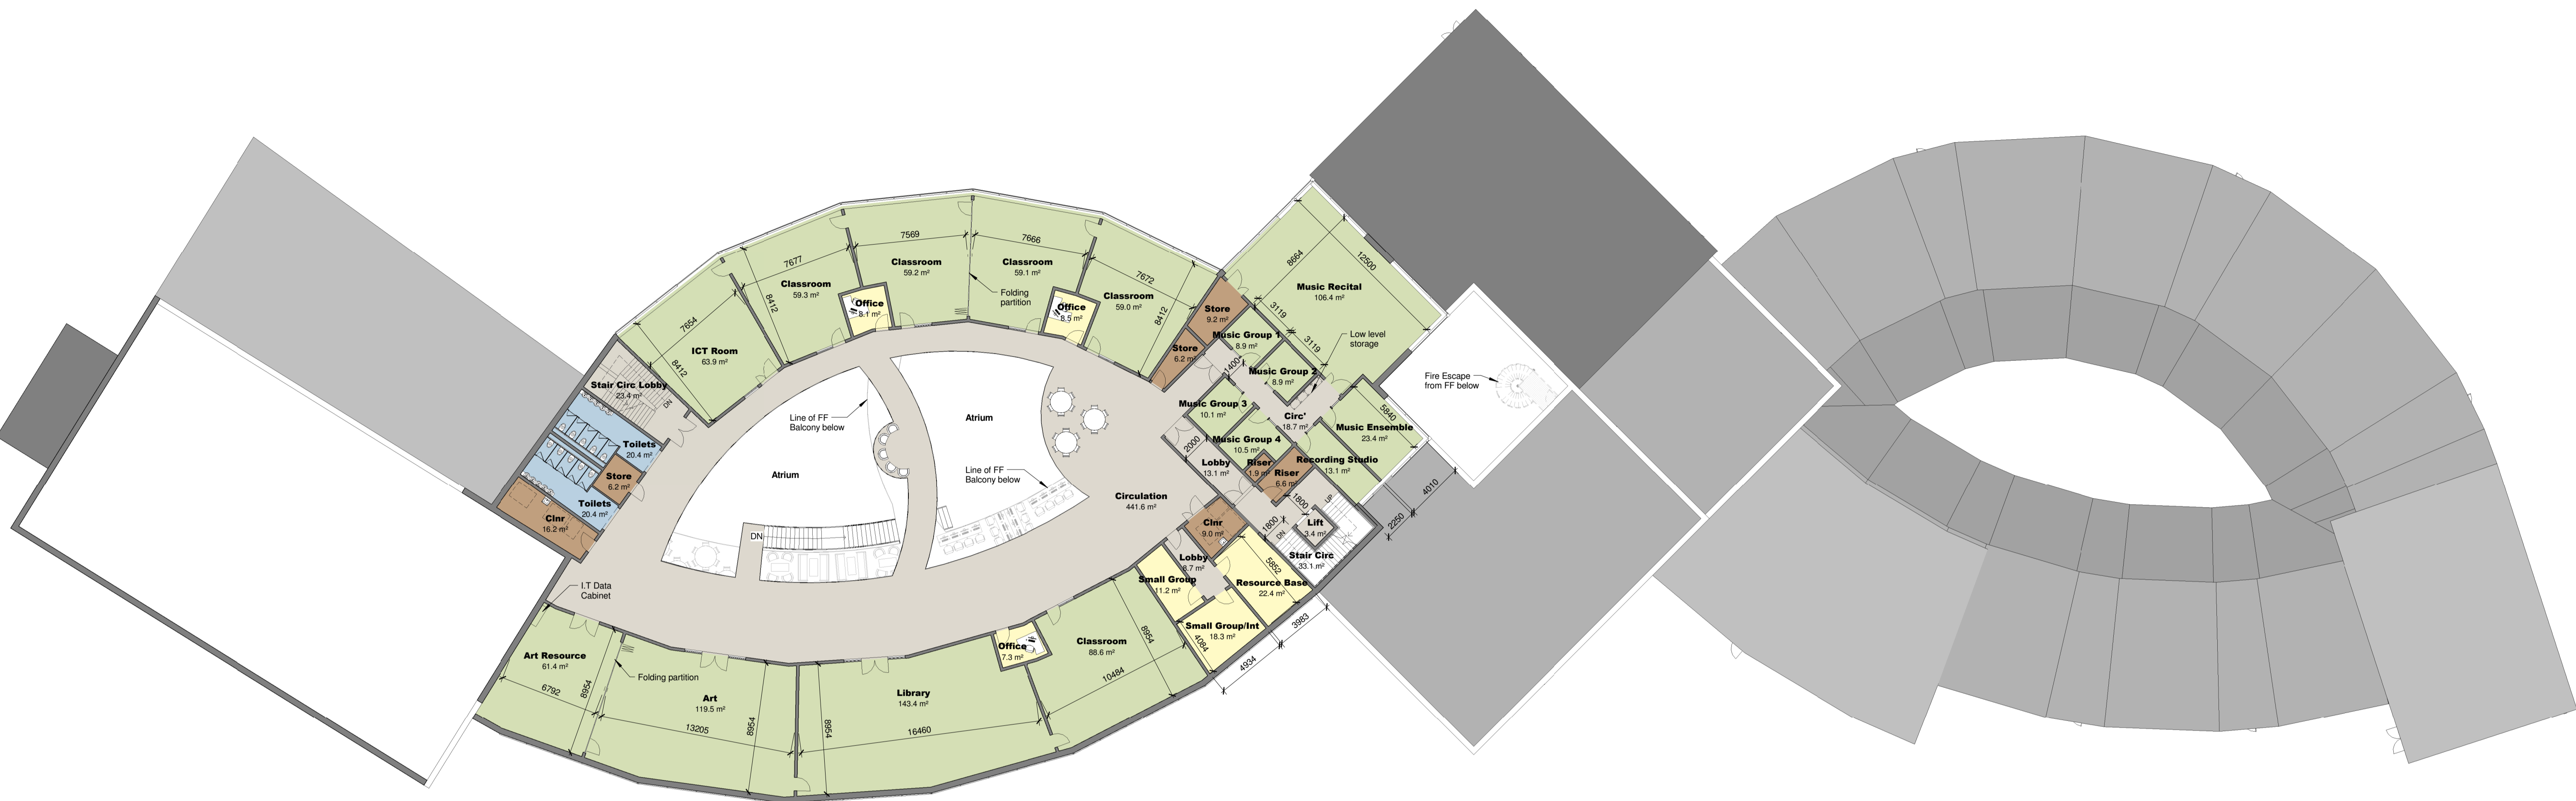 7569
7666
Classroom
59.2 m²
Classroom
59.1 m²
7677
Classroom
59.3 m²
8412
Office
8.1 m²
Folding
partition
Office
8.5 m²
7672
Classroom
59.0 m²
8412
7654
ICT Room
63.9 m²
8412
8664
12500
Music Recital
106.4 m²
Store
9.2 m²
3119
3119
Low level
storage
Music Group 1
8.9 m²
Store
6.2 m²
1400
Music Group 2
8.9 m²
Fire Escape
from FF below
Stair Circ Lobby
23.4 m²
DN
Line of FF
Balcony below
Atrium
Music Group 3
10.1 m²
Circ'
18.7 m²
5840
Music Ensemble
23.4 m²
Toilets
20.4 m²
2000
Music Group 4
10.5 m²
Lobby
13.1 m²
Riser
1.9 m²
Riser
6.6 m²
Recording Studio
13.1 m²
Store
6.2 m²
Atrium
Line of FF
Balcony below
Circulation
441.6 m²
4010
2250
Toilets
20.4 m²
Clnr
16.2 m²
DN
Clnr
9.0 m²
1800
1800
UP
DN
Lift
3.4 m²
Stair Circ
33.1 m²
Lobby
8.7 m²
5852
Small Group
11.2 m²
Resource Base
22.4 m²
I.T Data
Cabinet
Small Group/Int
18.3 m²
4084
3983
4934
Art Resource
61.4 m²
6792
8954
Folding partition
Art
119.5 m²
13205
8954
8954
Library
143.4 m²
16460
Office
7.3 m²
Classroom
88.6 m²
8954
10484